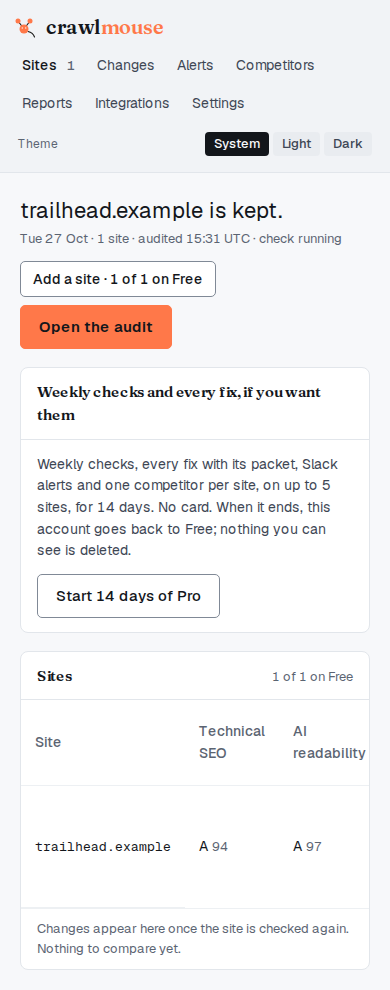 crawlmouse
Sites 1 Changes Alerts Competitors
Reports Integrations Settings
Theme System Light Dark
trailhead.example is kept.
Tue 27 Oct · 1 site · audited 15:31 UTC · check running
Add a site · 1 of 1 on Free
Open the audit
Weekly checks and every fix, if you want
them
Weekly checks, every fix with its packet, Slack
alerts and one competitor per site, on up to 5
sites, for 14 days. No card. When it ends, this
account goes back to Free; nothing you can
see is deleted.
Start 14 days of Pro
Sites 1 of 1 on Free
Site Technical SEO AI readability
trailhead.example A 94 A 97
Changes appear here once the site is checked again.
Nothing to compare yet.